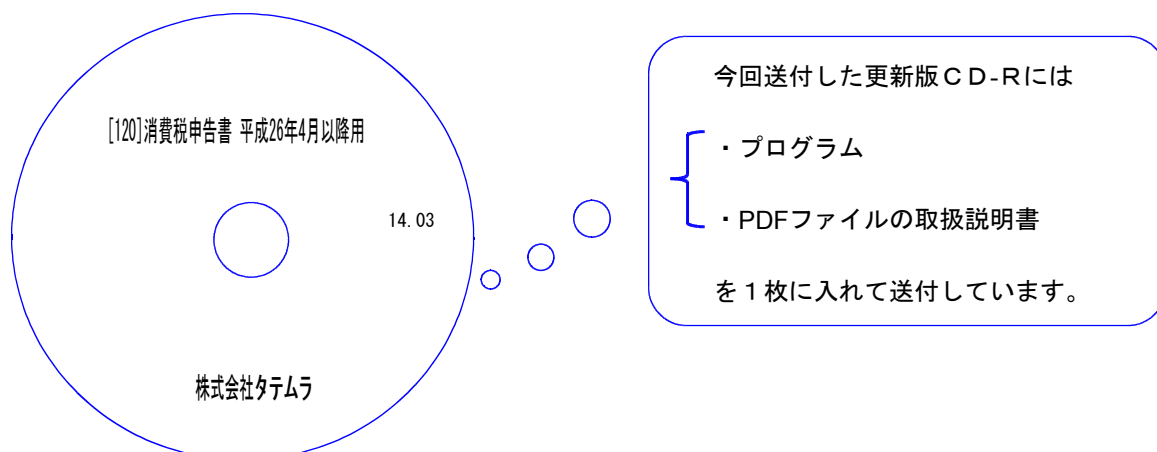 [120]消費税申告書 平成26年4月以降用
14.03
株式会社タテムラ
今回送付した更新版ＣＤ-Ｒには
・プログラム
・PDFファイルの取扱説明書
を１枚に入れて送付しています。